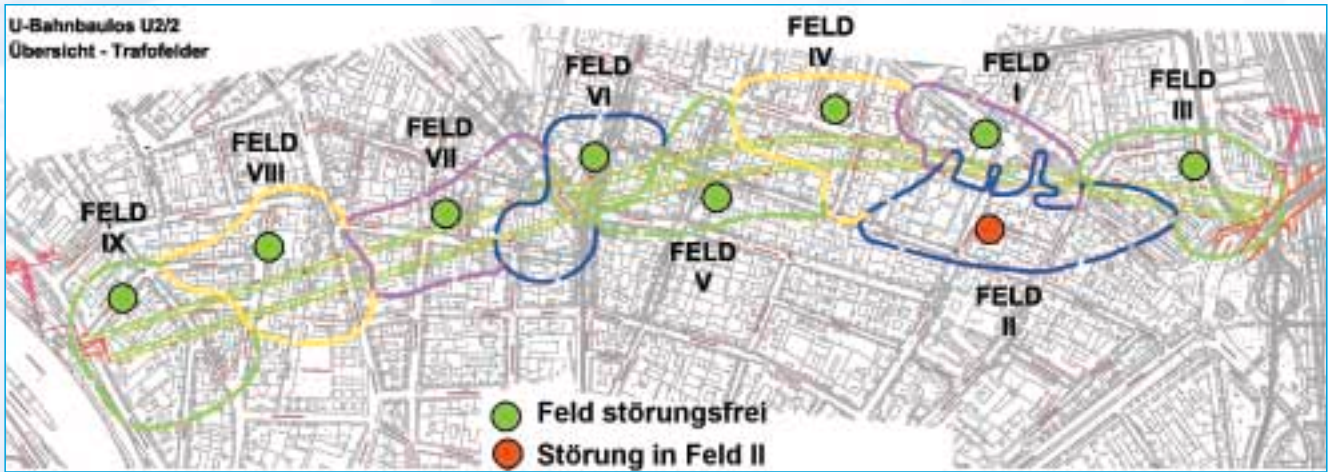 U-Bahnbaulos U2/2
Übersicht - Trafofelder
FELD
IV
FELD
I
FELD
VI
FELD
III
FELD
VII
FELD
VIII
FELD
IX
FELD
V
FELD
II
Feld störungsfrei
Störung in Feld II